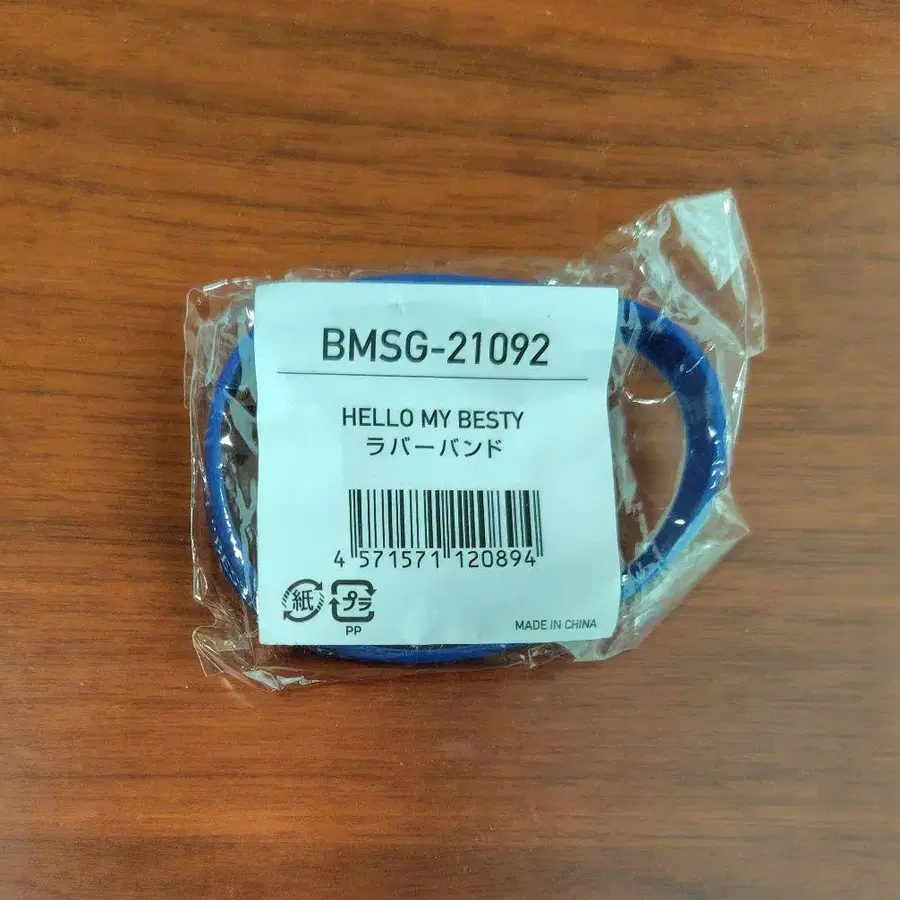 BMSG-21092
HELLO MY BESTY
ラバーバンド
4 571571 120894
紙 プラ
PP
MADE IN CHINA